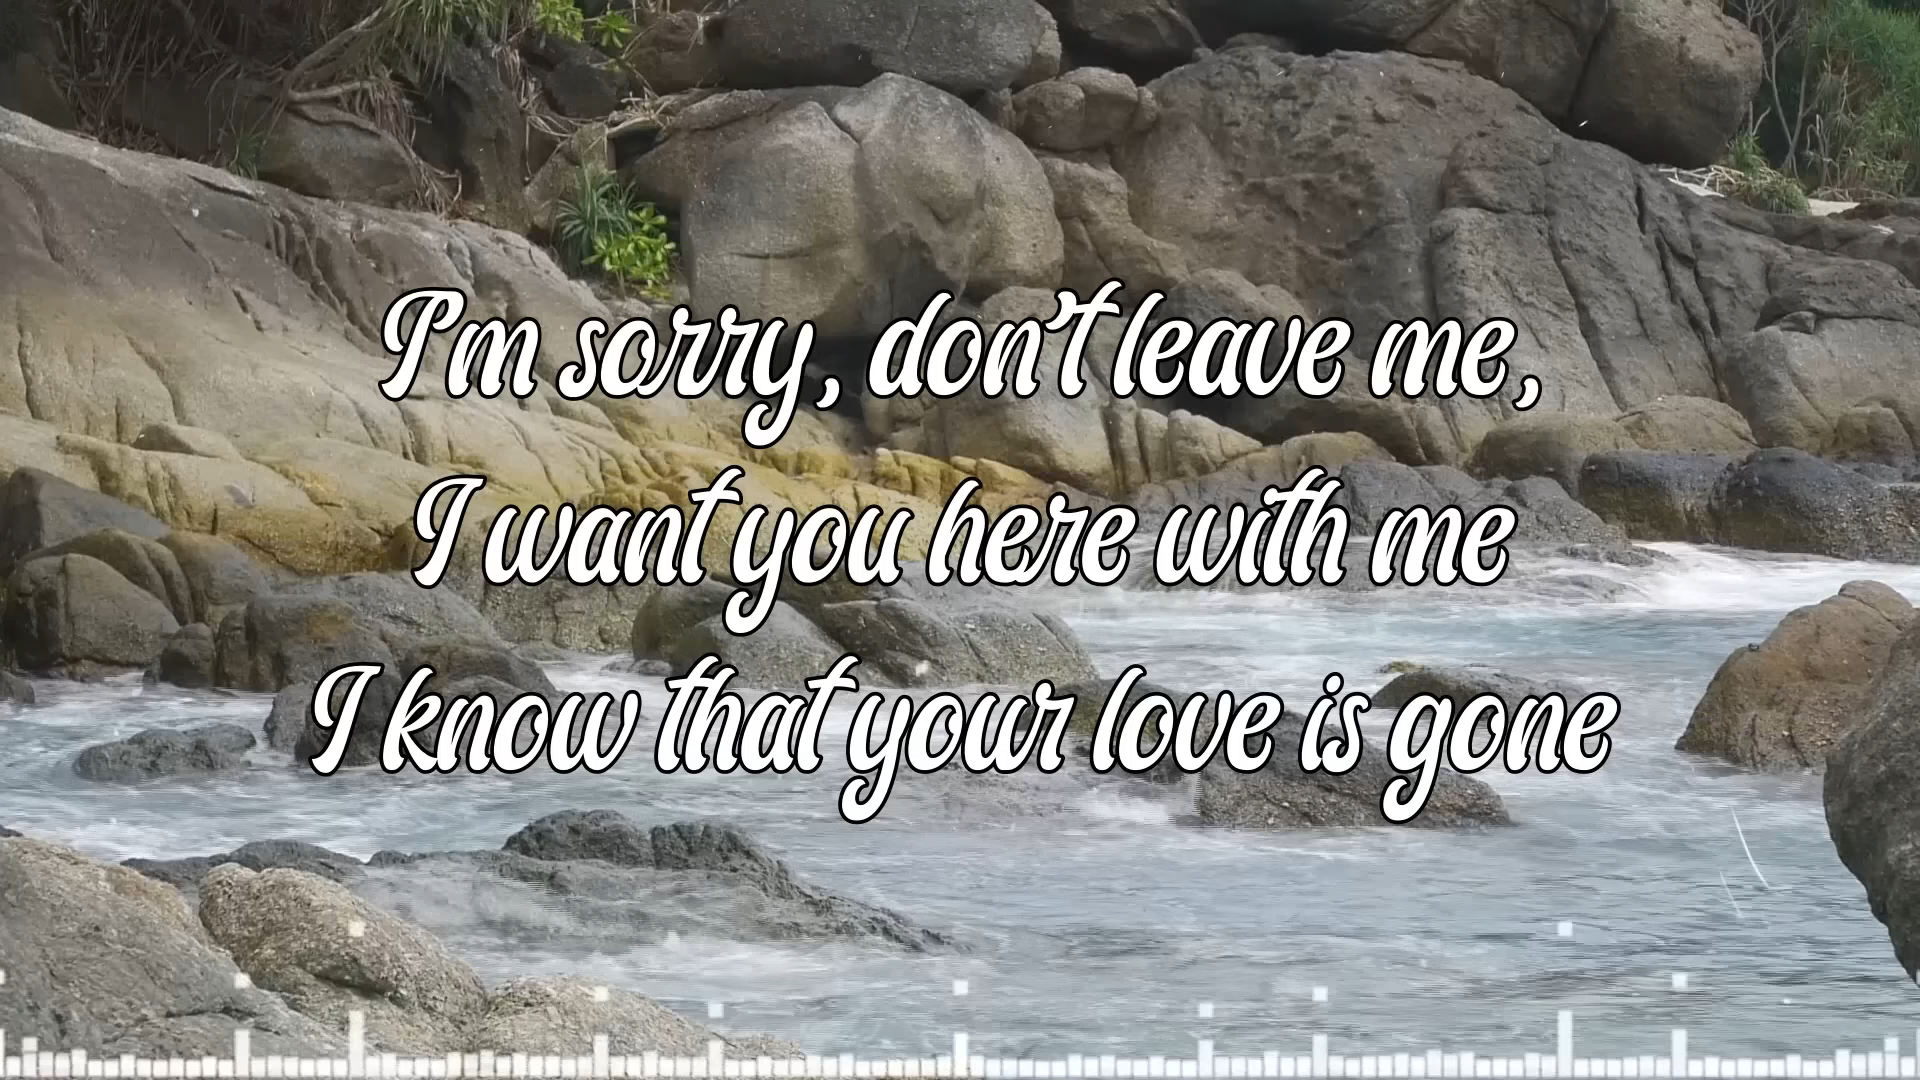 I'm sorry, don't leave me,
I want you here with me
I know that your love is gone